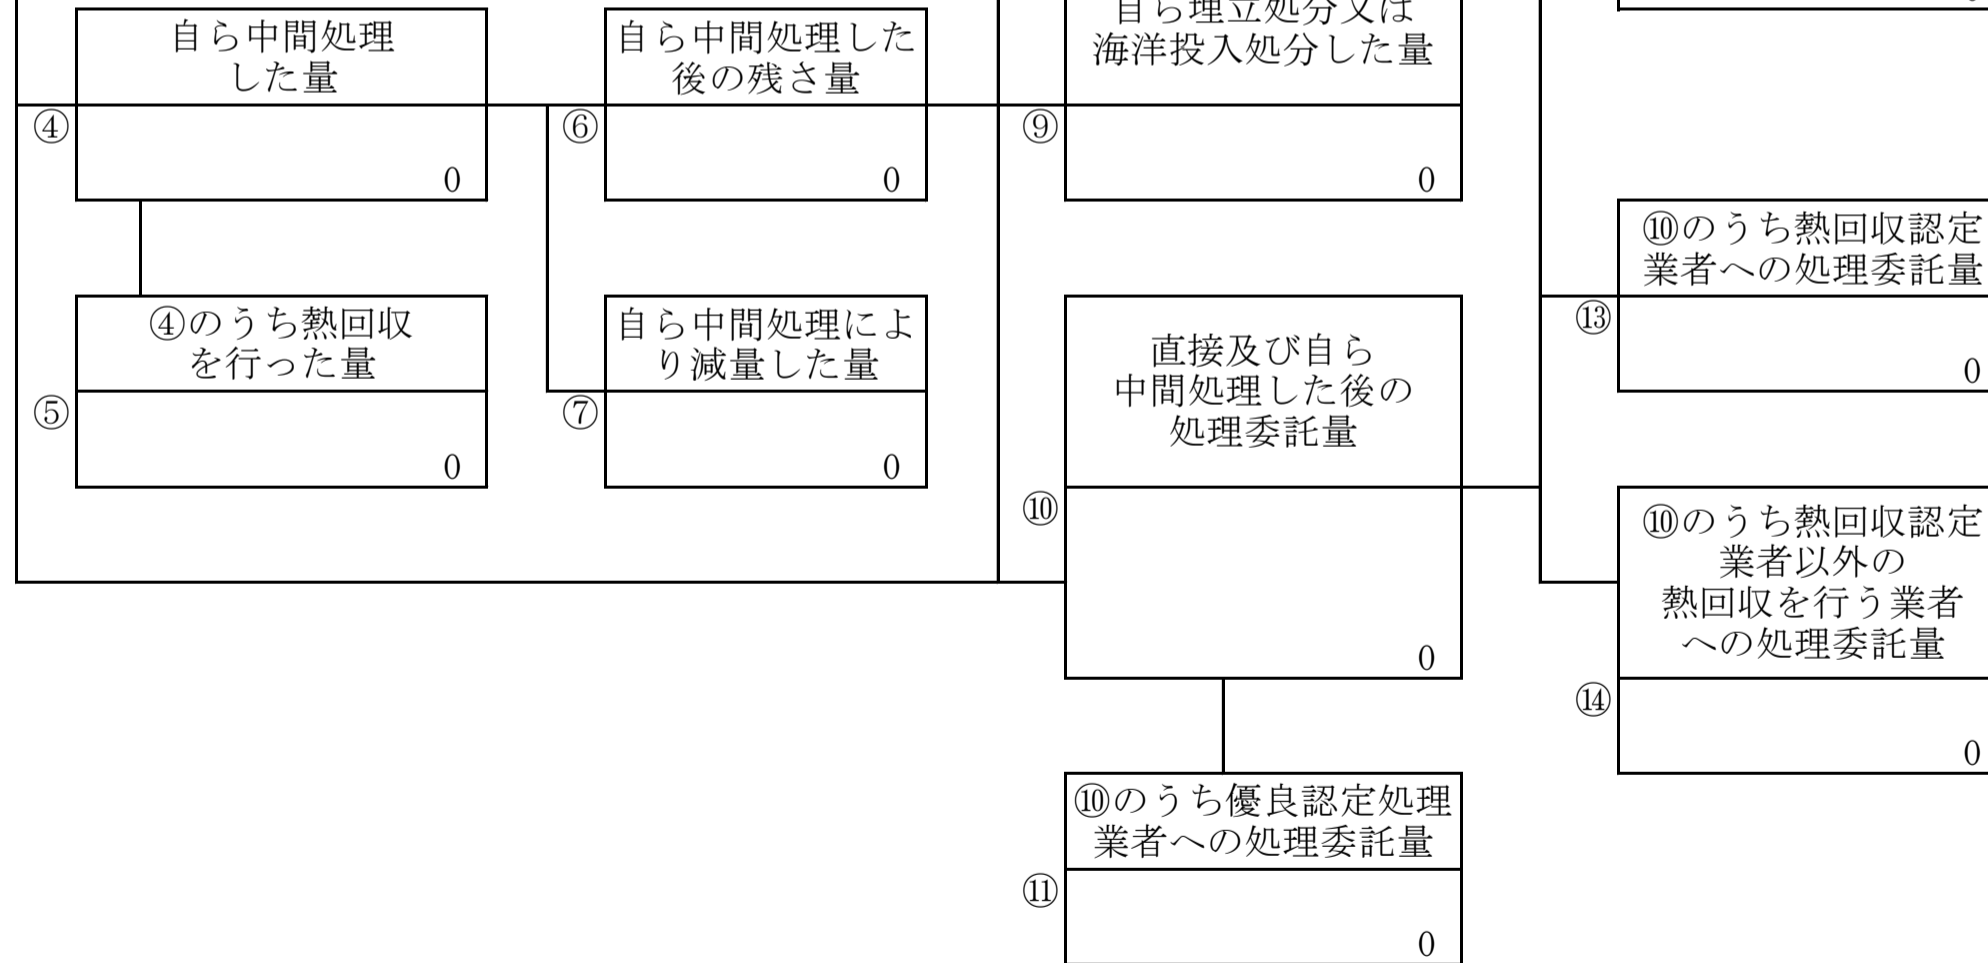 自ら中間処理
した量
④
0
④のうち熱回収
を行った量
⑤
0
自ら中間処理した
後の残さ量
⑥
0
自ら中間処理によ
り減量した量
⑦
0
自ら埋立処分又は
海洋投入処分した量
⑨
0
直接及び自ら
中間処理した後の
処理委託量
⑩
0
⑩のうち優良認定処理
業者への処理委託量
⑪
0
⑩のうち熱回収認定
業者への処理委託量
⑬
0
⑩のうち熱回収認定
業者以外の
熱回収を行う業者
への処理委託量
⑭
0